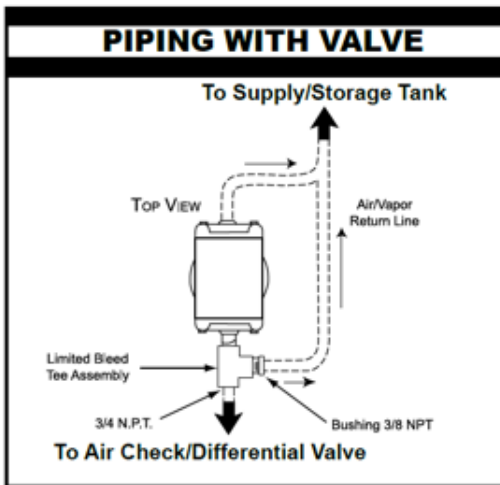 PIPING WITH VALVE
To Supply/Storage Tank
TOP VIEW
Air/Vapor
Return Line
Limited Bleed
Tee Assembly
3/4 N.P.T.
Bushing 3/8 NPT
To Air Check/Differential Valve